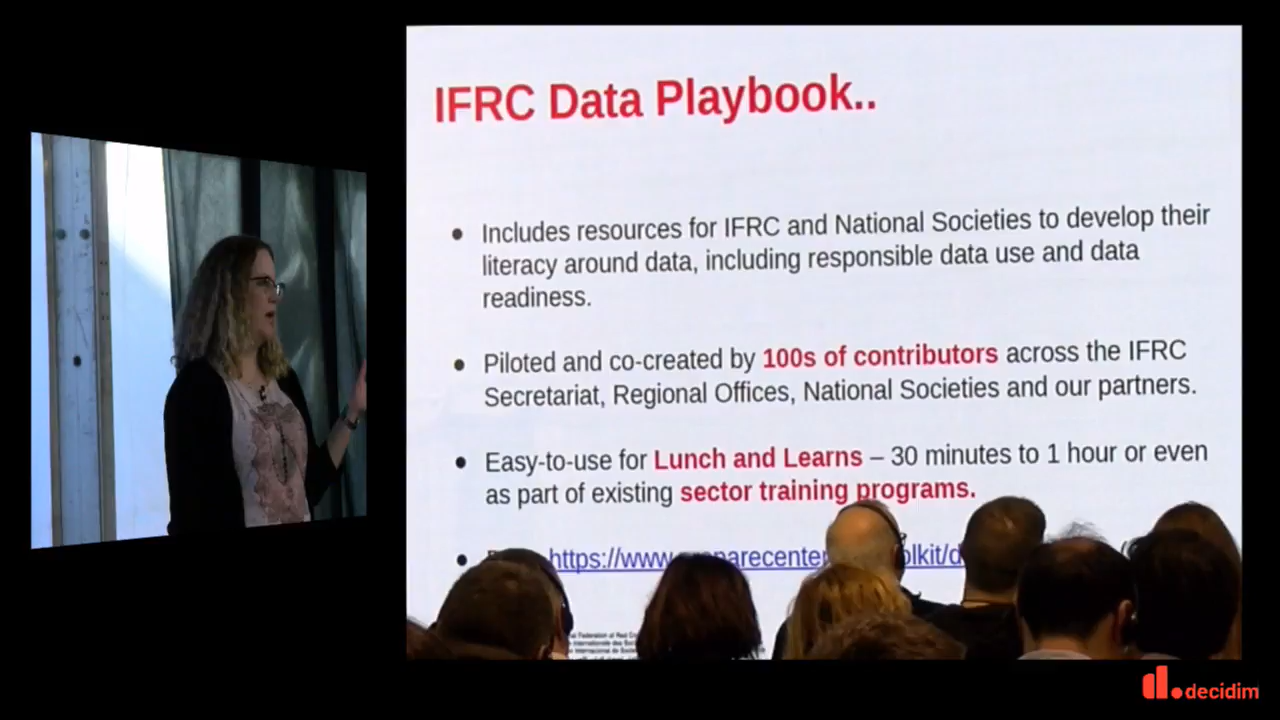 IFRC Data Playbook..
● Includes resources for IFRC and National Societies to develop their
literacy around data, including responsible data use and data
readiness.
● Piloted and co-created by 100s of contributors across the IFRC
Secretariat, Regional Offices, National Societies and our partners.
● Easy-to-use for Lunch and Learns – 30 minutes to 1 hour or even
as part of existing sector training programs.
● https://www
decidim